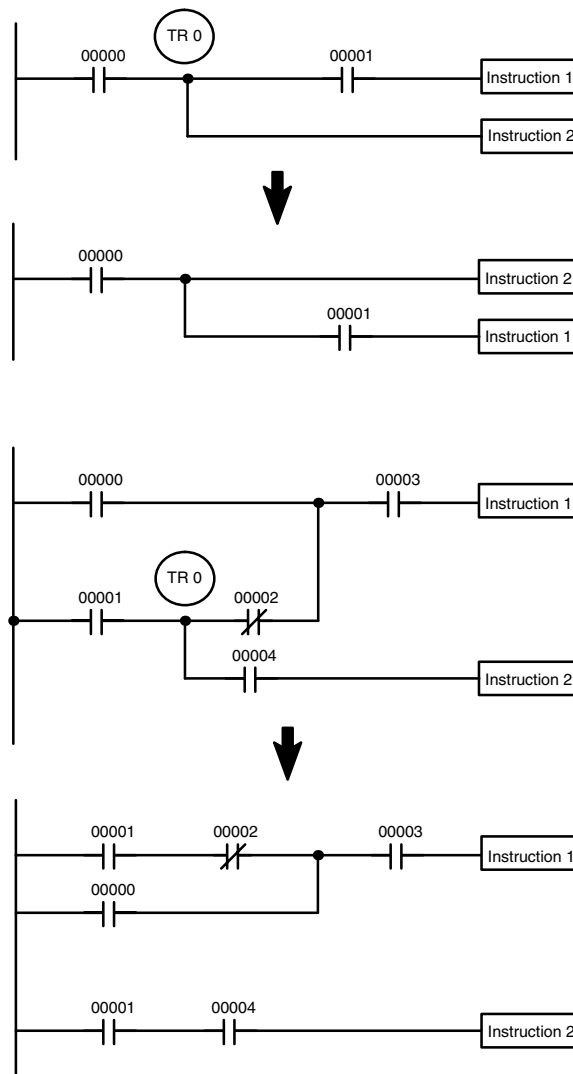 TR 0
00000 00001
Instruction 1
Instruction 2
00000
Instruction 2
00001
Instruction 1
00000 00003
Instruction 1
TR 0
00001 00002
00004
Instruction 2
00001 00002 00003
Instruction 1
00000
00001 00004
Instruction 2